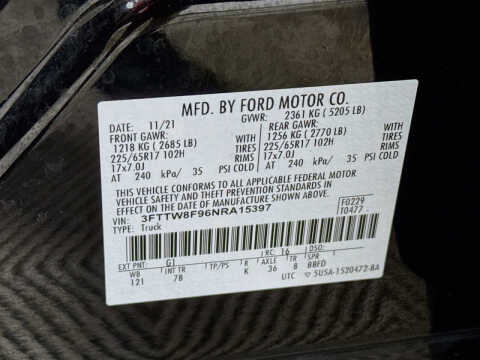 MFD. BY FORD MOTOR CO.
DATE: 11/21 GVWR: 2361 KG ( 5205 LB)
FRONT GAWR: REAR GAWR:
1218 KG ( 2685 LB) WITH 1256 KG ( 2770 LB) WITH
225/65R17 102H TIRES 225/65R17 102H TIRES
17x7.0J RIMS 17x7.0J RIMS
AT 240 kPa/ 35 PSI COLD AT 240 kPa/ 35 PSI COLD
THIS VEHICLE CONFORMS TO ALL APPLICABLE FEDERAL MOTOR
VEHICLE SAFETY AND THEFT PREVENTION STANDARDS IN
EFFECT ON THE DATE OF MANUFACTURE SHOWN ABOVE.
VIN: 3FTTW8F96NRA15397 F0229
TYPE: Truck T0477
EXT PNT: G1 RC: 16 DSO:
WB INT TR TP/PS R AXLE TR SPR
121 78 K 36 8 BBFD
UTC 5U5A-1520472-BA